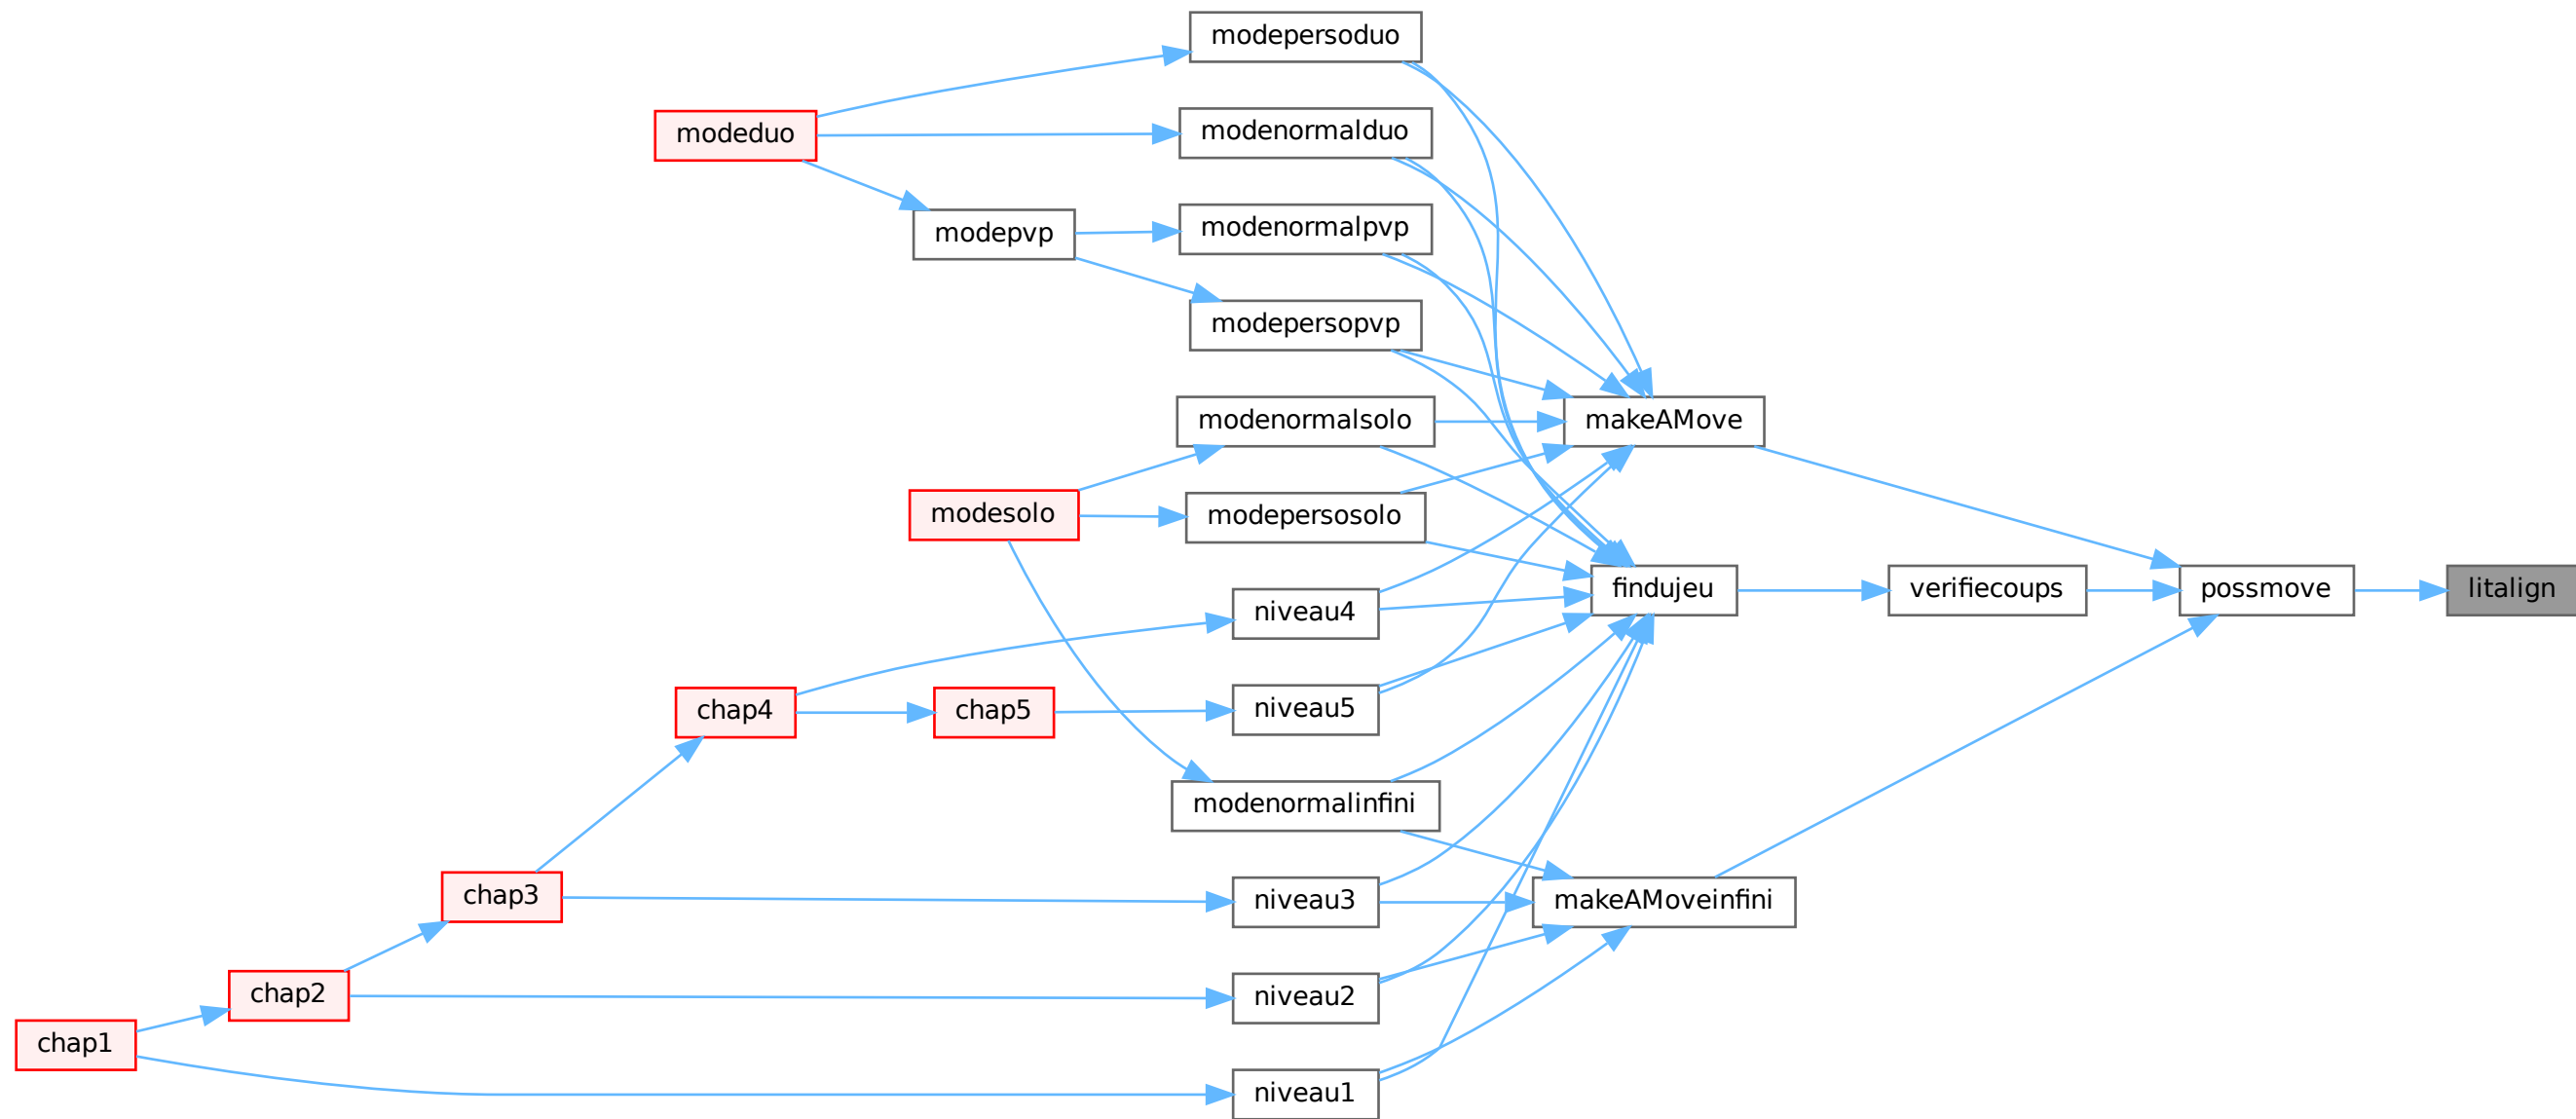 modepersoduo
modenormalduo
modeduo
modenormalpvp
modepvp
modepersopvp
modenormalsolo
makeAMove
modesolo
modepersosolo
findujeu
verifiecoups
possmove
litalign
niveau4
chap4
chap5
niveau5
modenormalinfini
chap3
niveau3
makeAMoveinfini
chap2
niveau2
chap1
niveau1